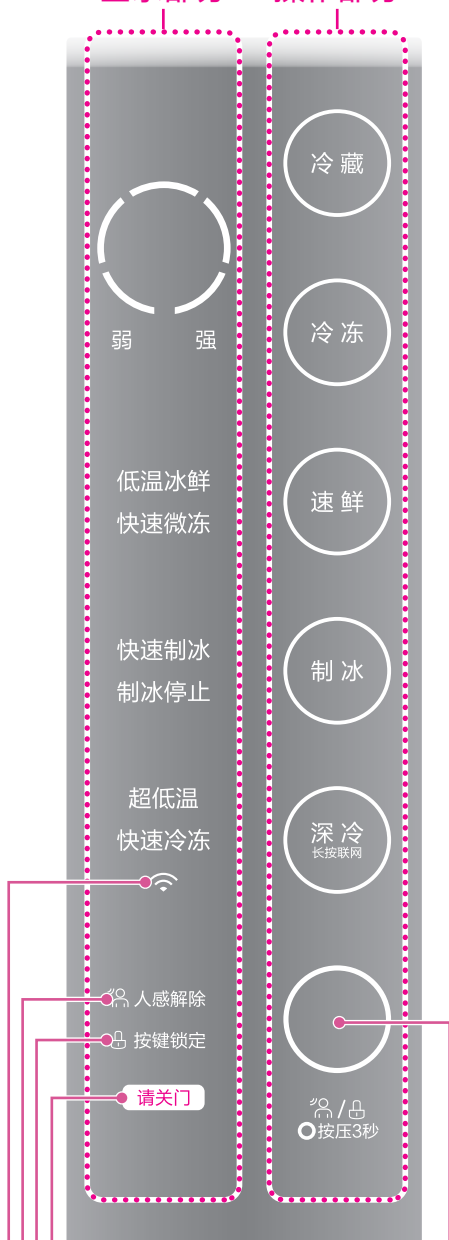 冷藏
弱 强
冷冻
低温冰鲜
快速微冻
速鲜
快速制冰
制冰停止
制冰
超低温
快速冷冻
深冷
长按联网
人感解除
按键锁定
请关门
/
按压3秒